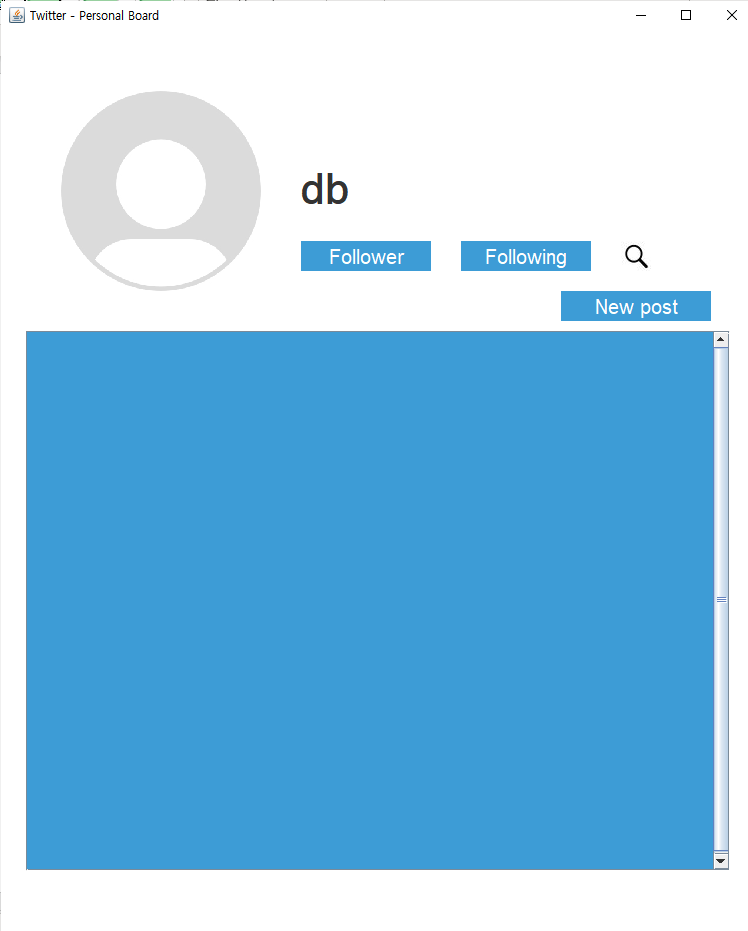 Twitter - Personal Board
db
Follower
Following
New post